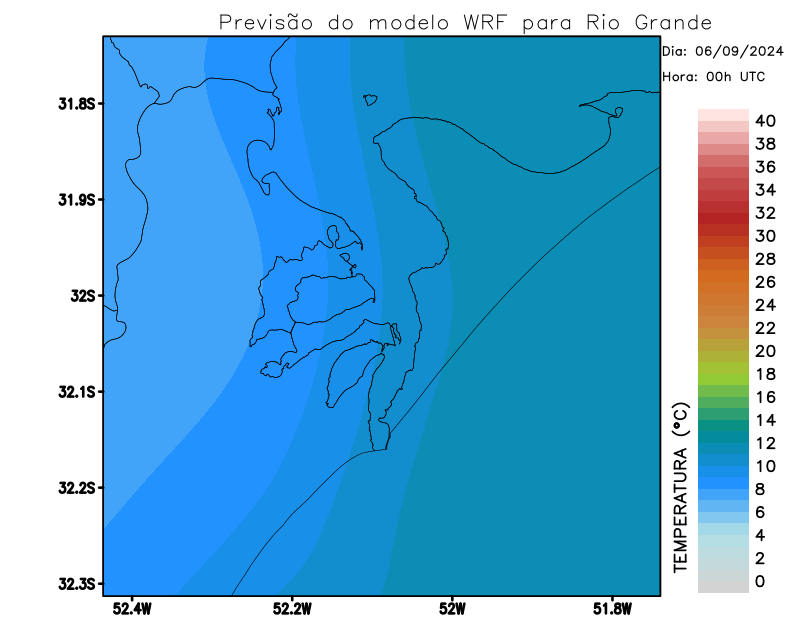 Previsão do modelo WRF para Rio Grande
Dia: 06/09/2024
Hora: 00h UTC
31.8S
31.9S
32S
32.1S
32.2S
32.3S
52.4W
52.2W
52W
51.8W
TEMPERATURA (°C)
40
38
36
34
32
30
28
26
24
22
20
18
16
14
12
10
8
6
4
2
0